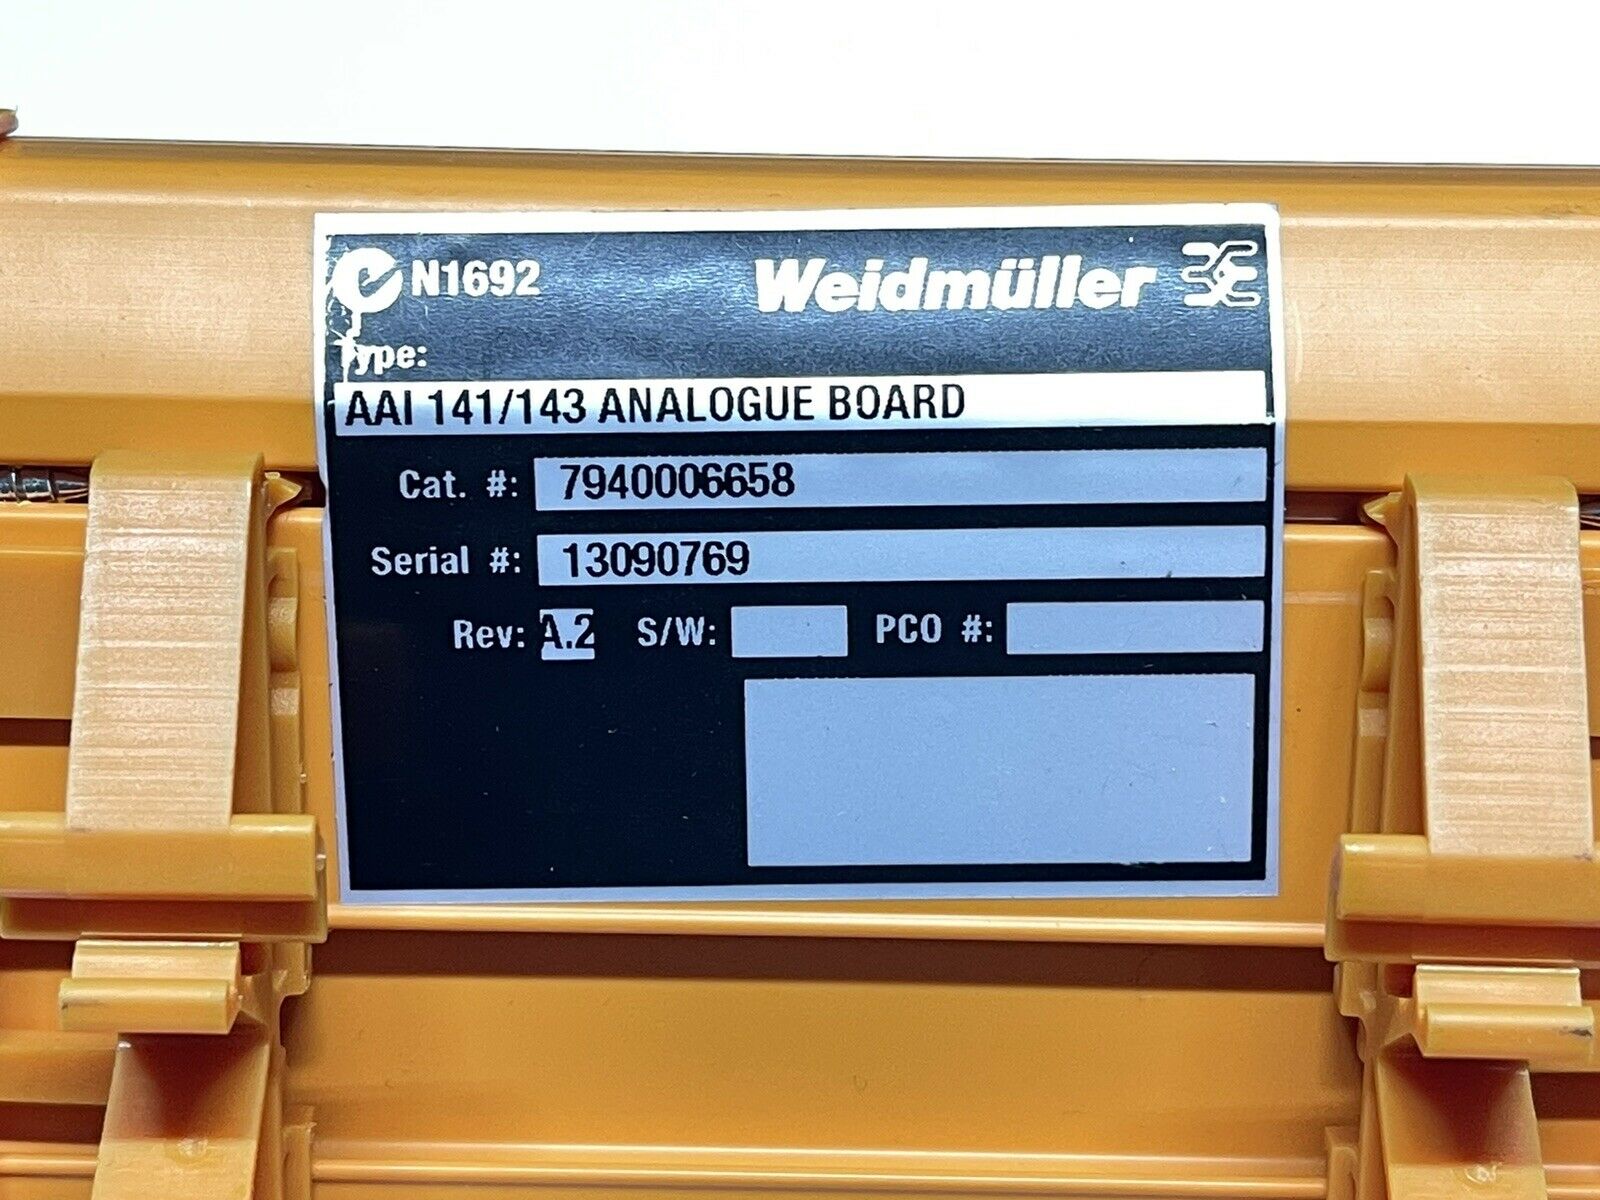 N1692 Weidmüller
Type:
AAI 141/143 ANALOGUE BOARD
Cat. #: 7940006658
Serial #: 13090769
Rev: A.2 S/W: PCO #: